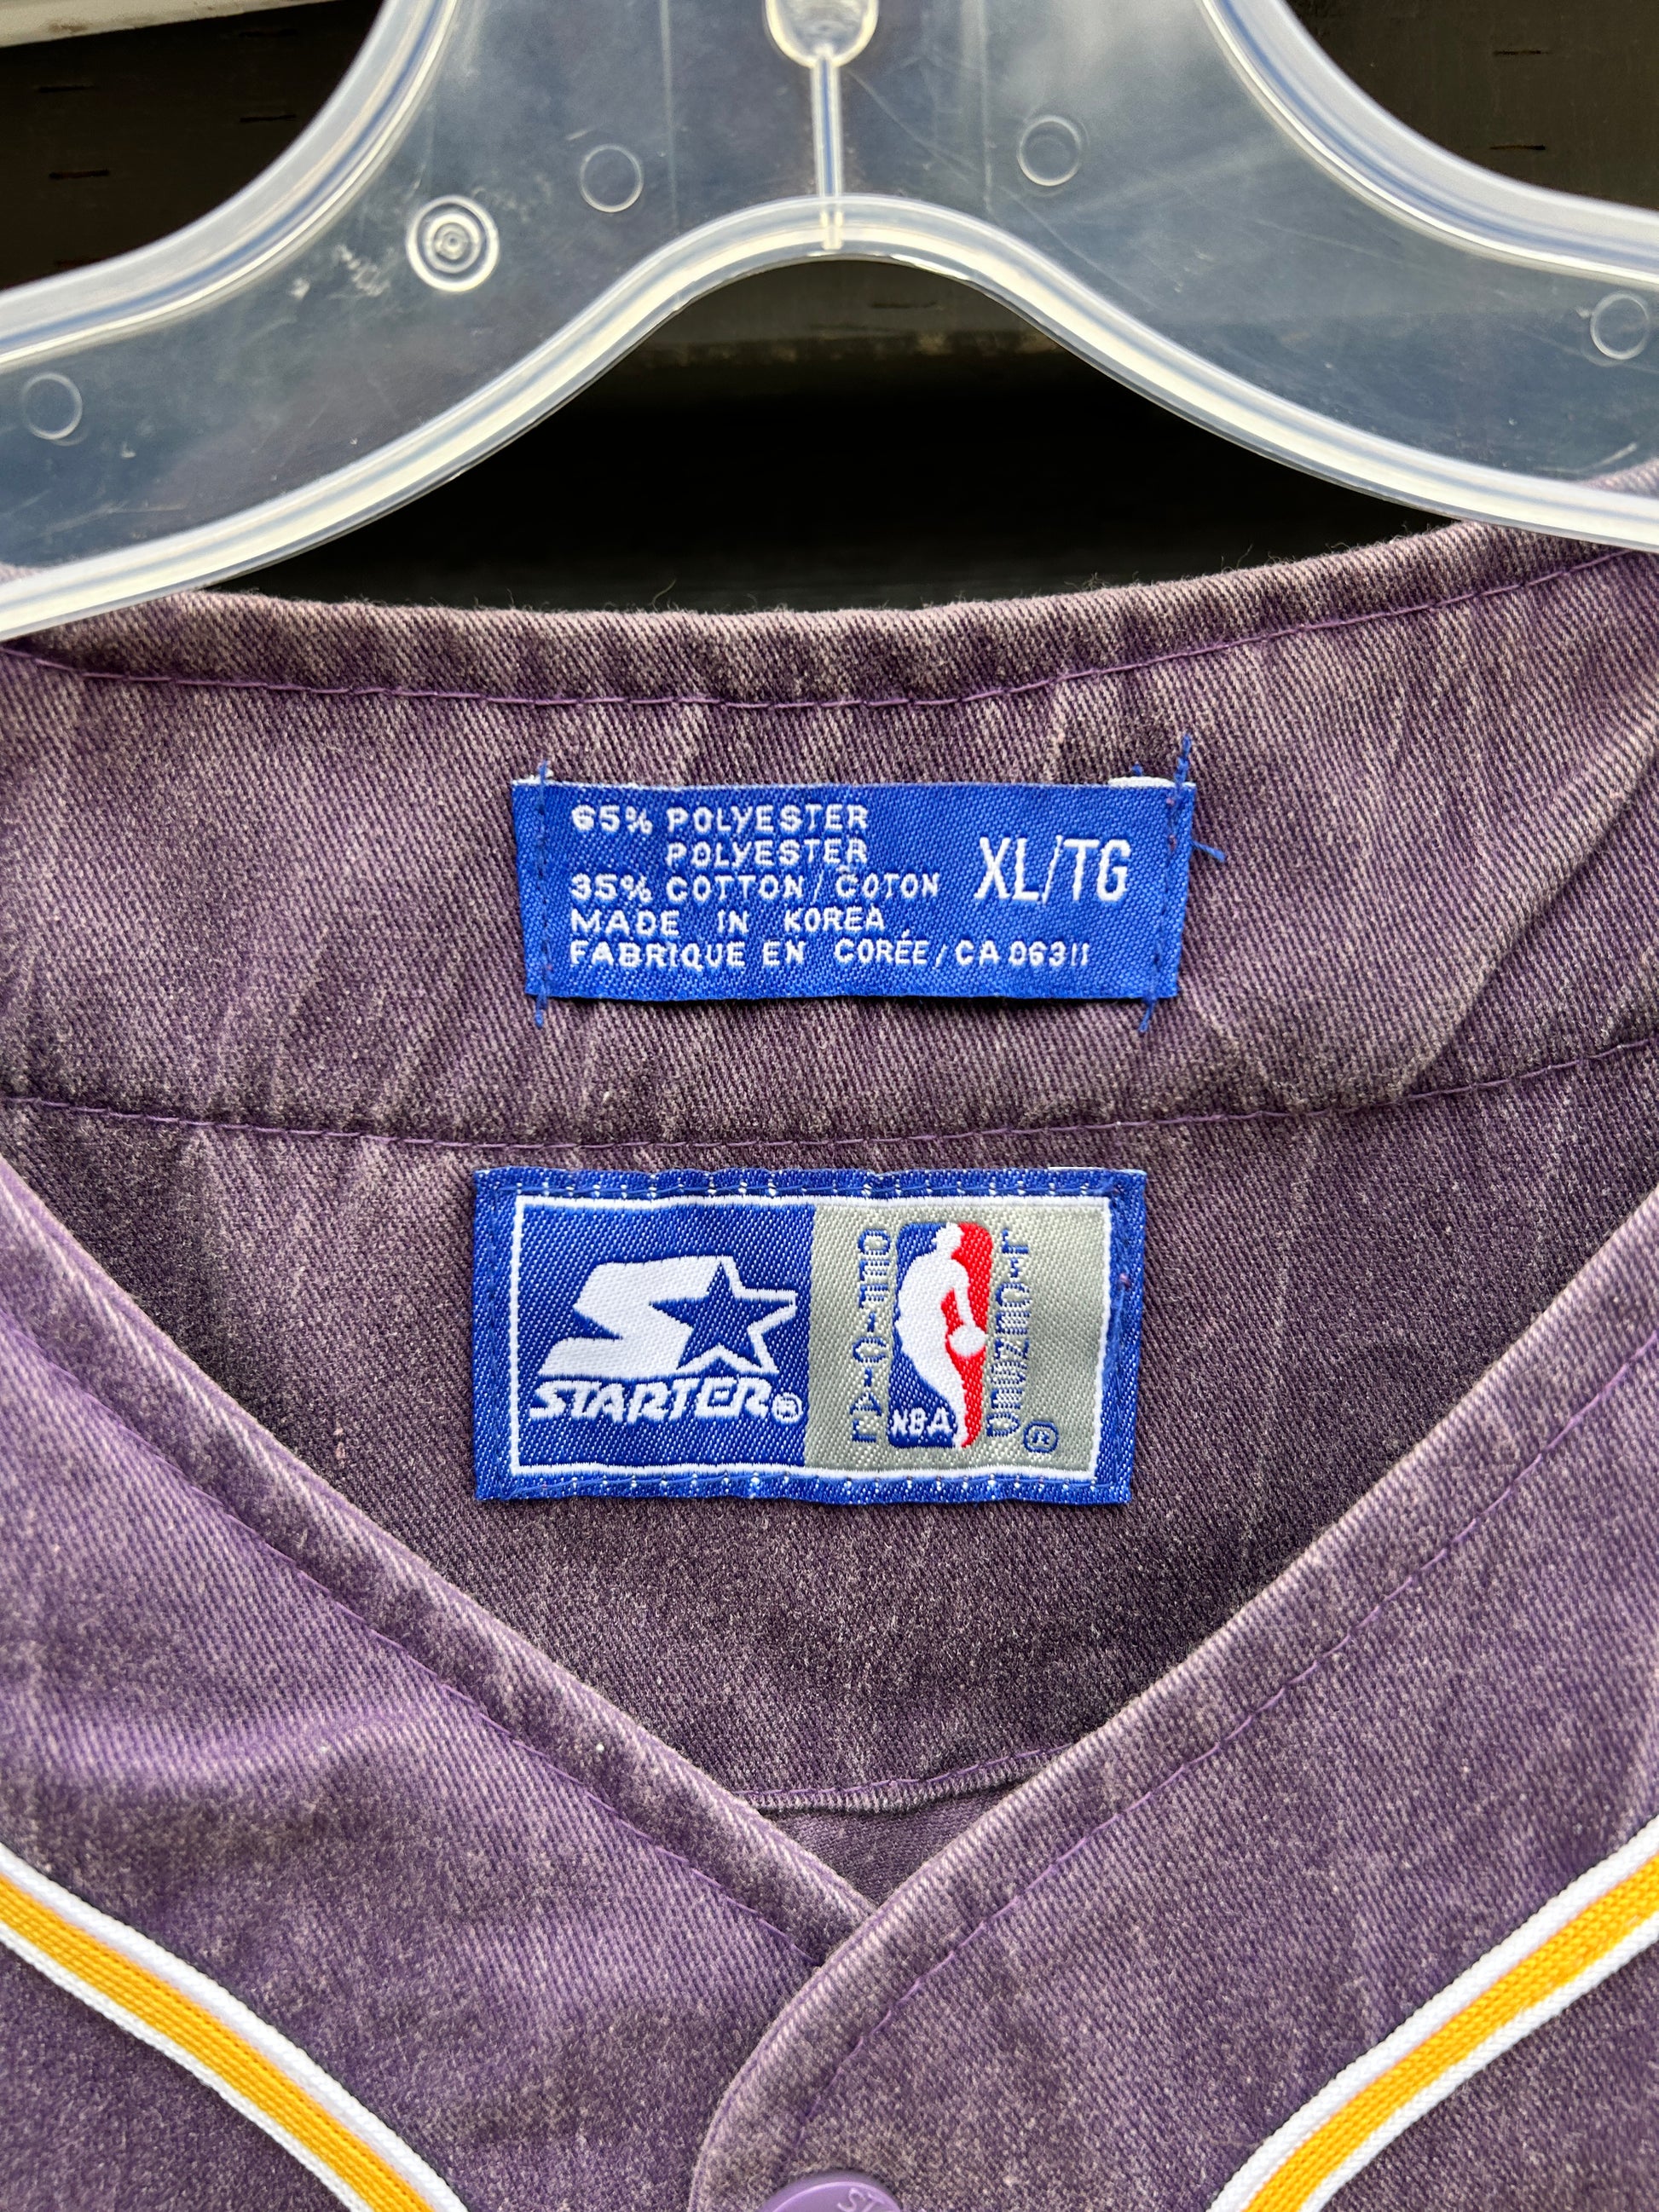 65% POLYESTER
POLYESTER
35% COTTON / COTON
XL/TG
MADE IN KOREA
FABRIQUE EN CORÉE / CA 06311
STARTER®
OFFICIAL
NBA
LICENSED
®
ST